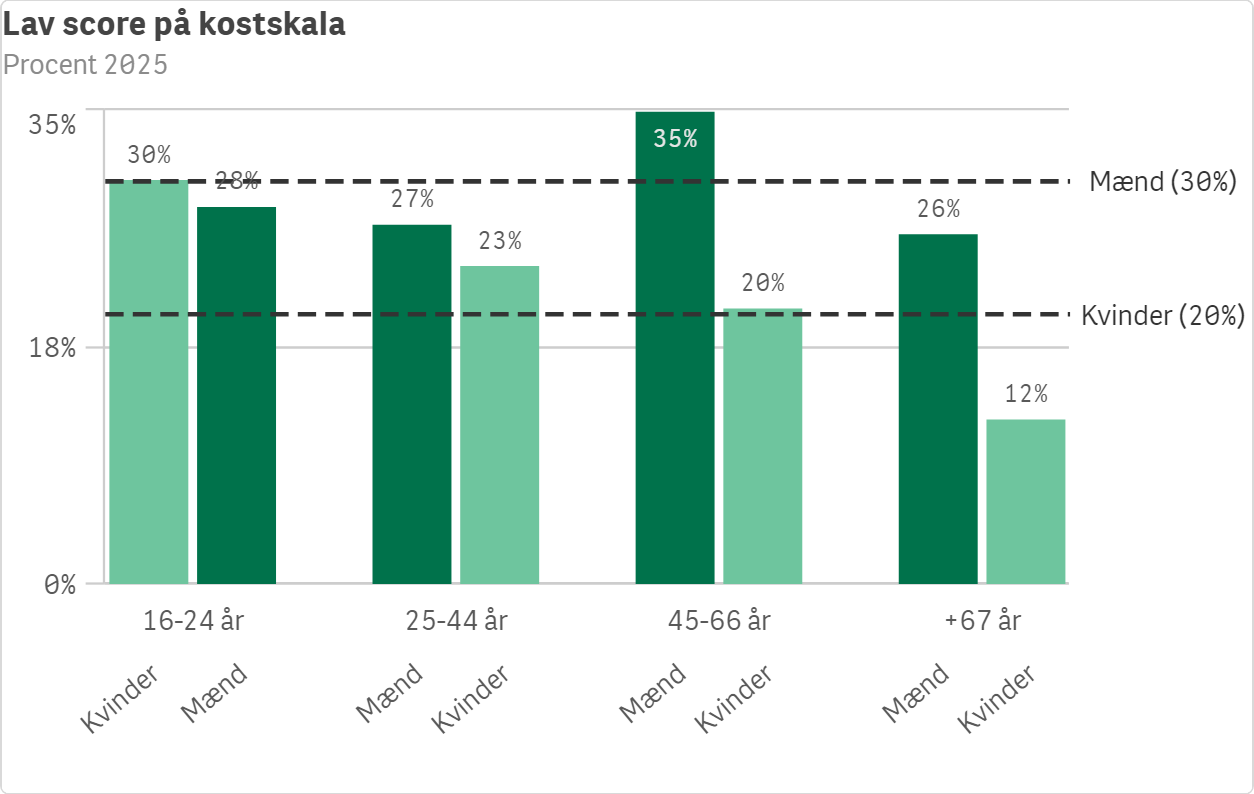 Lav score på kostskala
Procent 2025
35%
18%
0%
30%
28%
27%
23%
35%
20%
26%
12%
Mænd (30%)
Kvinder (20%)
16-24 år
25-44 år
45-66 år
+67 år
Kvinder
Mænd
Mænd
Kvinder
Mænd
Kvinder
Mænd
Kvinder